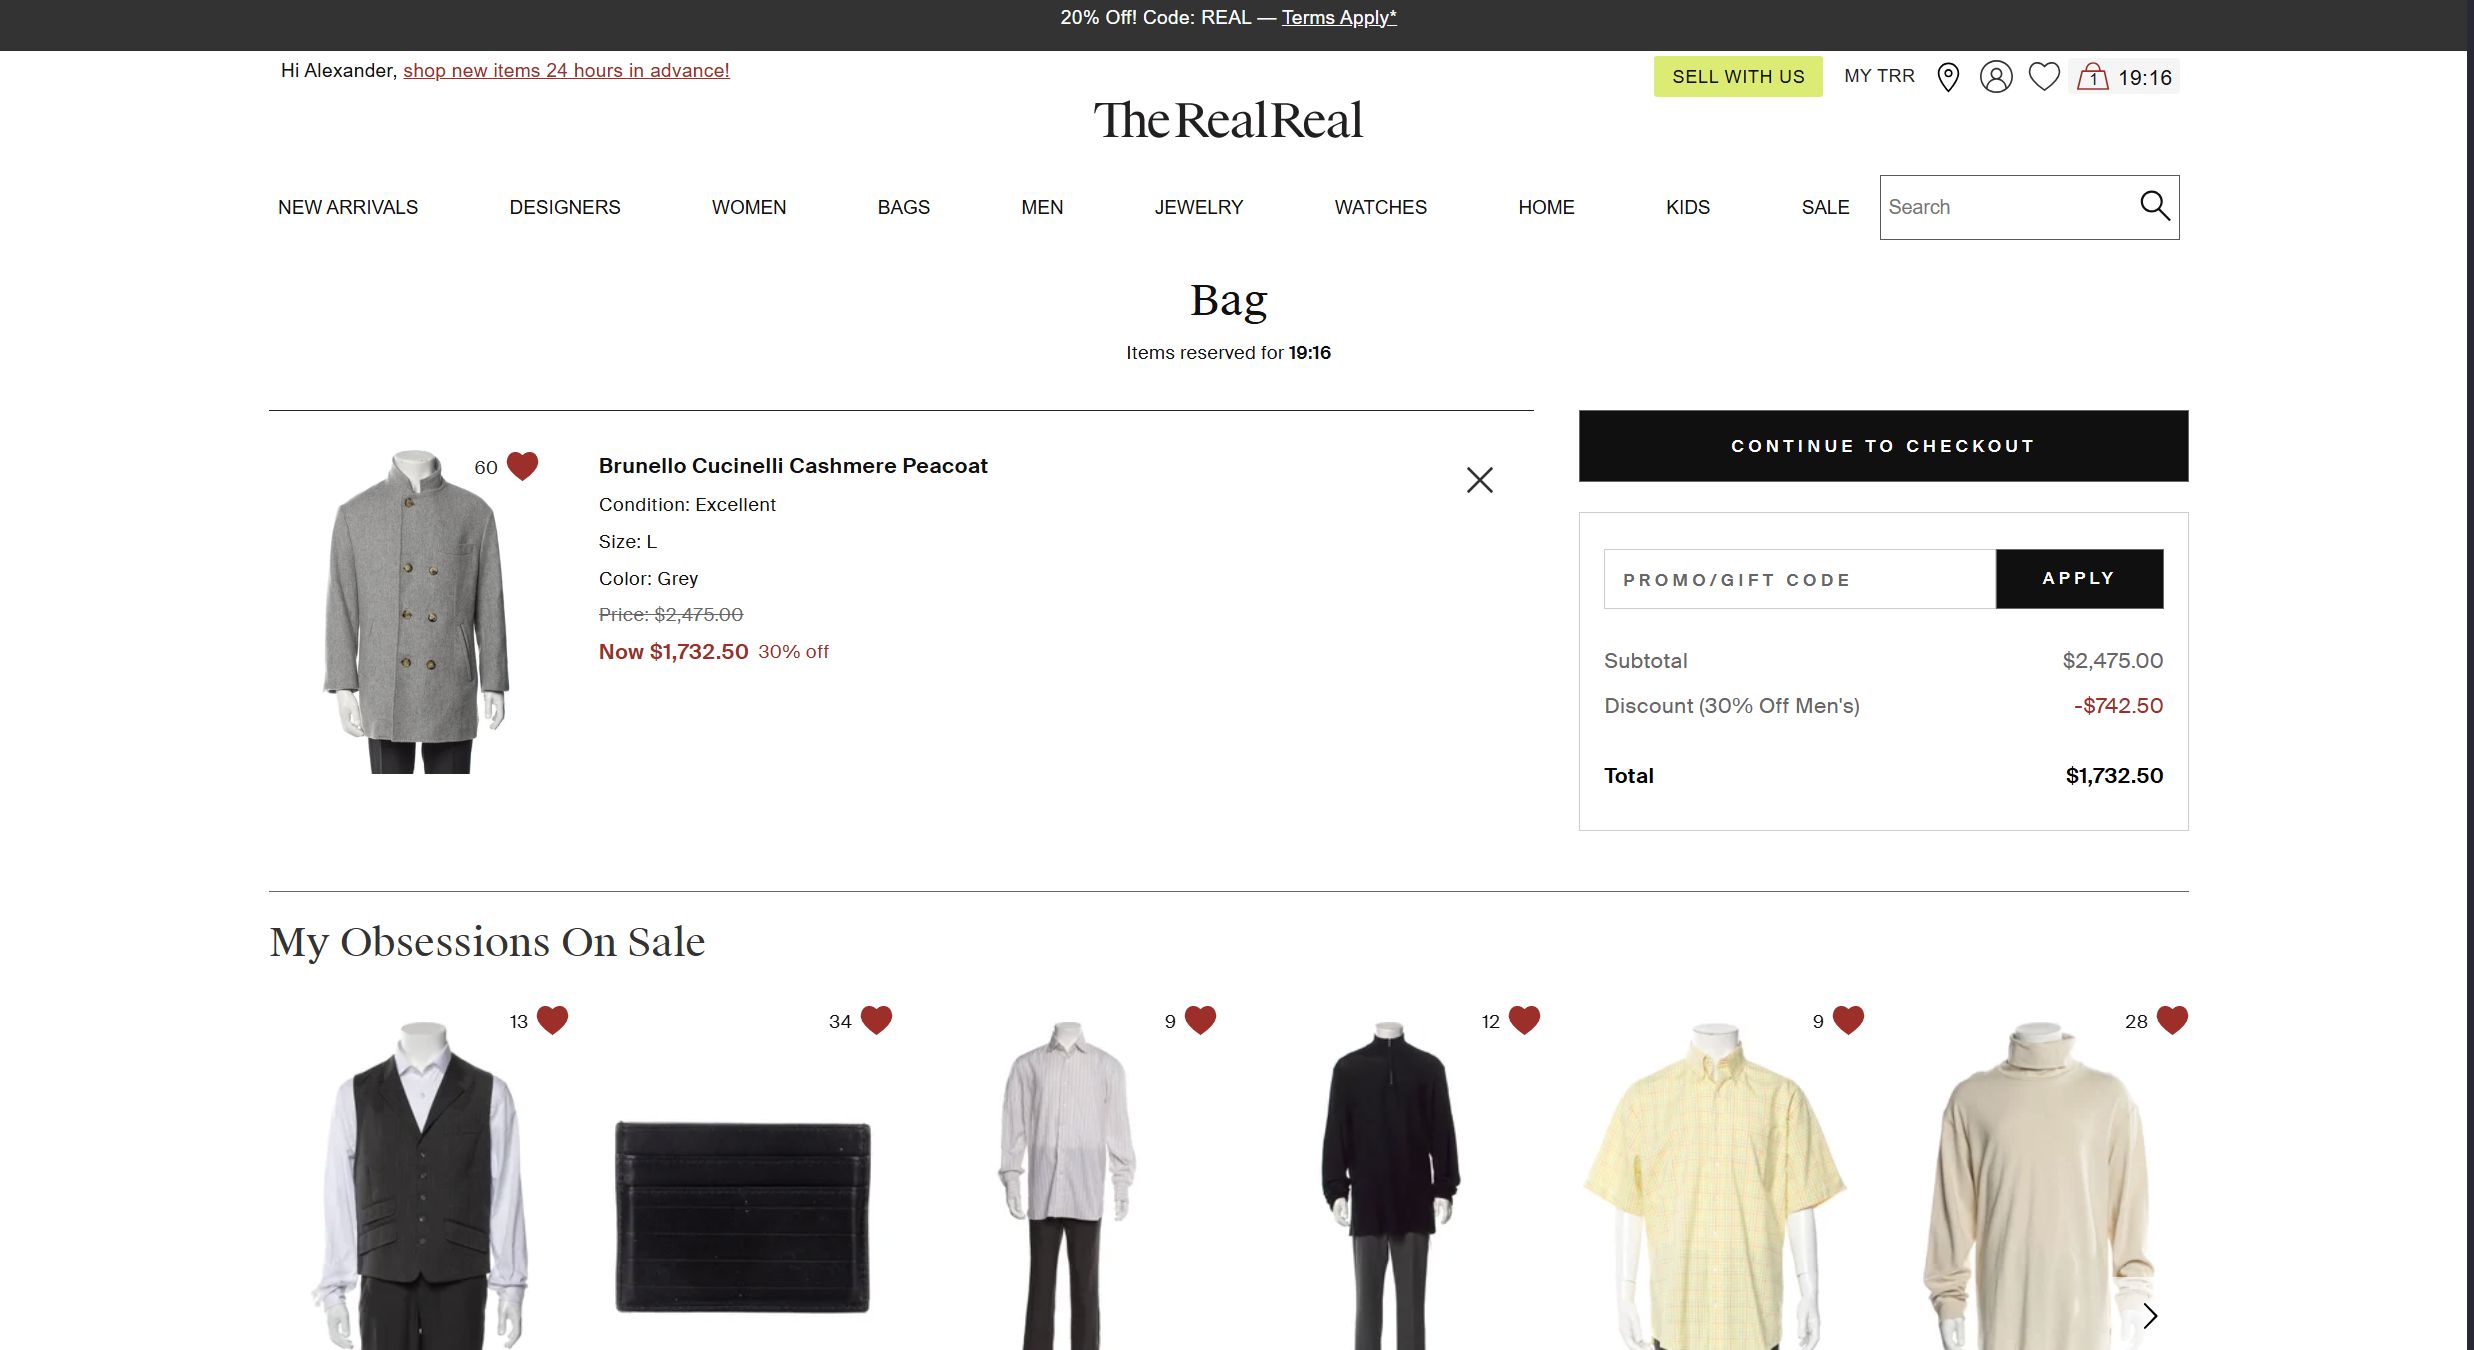 20% Off! Code: REAL — Terms Apply*
Hi Alexander, shop new items 24 hours in advance!
SELL WITH US
MY TRR
1
19:16
The RealReal
NEW ARRIVALS
DESIGNERS
WOMEN
BAGS
MEN
JEWELRY
WATCHES
HOME
KIDS
SALE
Search
Bag
Items reserved for 19:16
60
Brunello Cucinelli Cashmere Peacoat
Condition: Excellent
Size: L
Color: Grey
Price: $2,475.00
Now $1,732.50 30% off
CONTINUE TO CHECKOUT
PROMO/GIFT CODE
APPLY
Subtotal $2,475.00
Discount (30% Off Men's) -$742.50
Total $1,732.50
My Obsessions On Sale
13
34
9
12
9
28